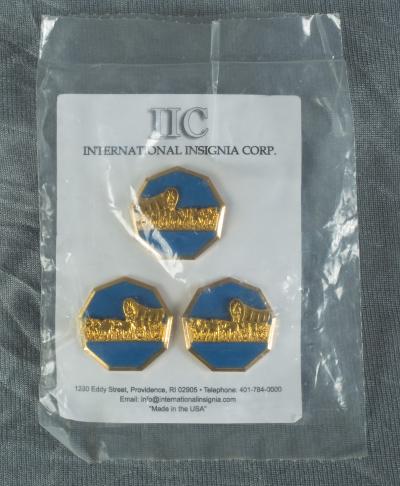 IIC
INTERNATIONAL INSIGNIA CORP.
1280 Eddy Street, Providence, RI 02905 • Telephone: 401-784-0000
Email: info@internationalinsignia.com
"Made in the USA"